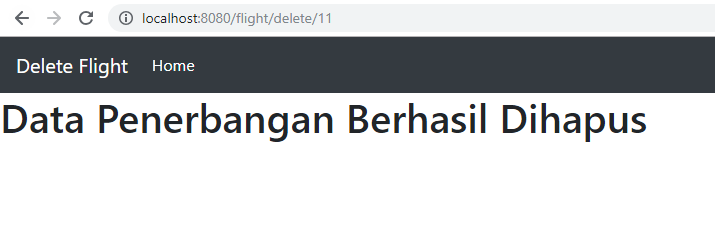 localhost:8080/flight/delete/11
Delete Flight Home
Data Penerbangan Berhasil Dihapus